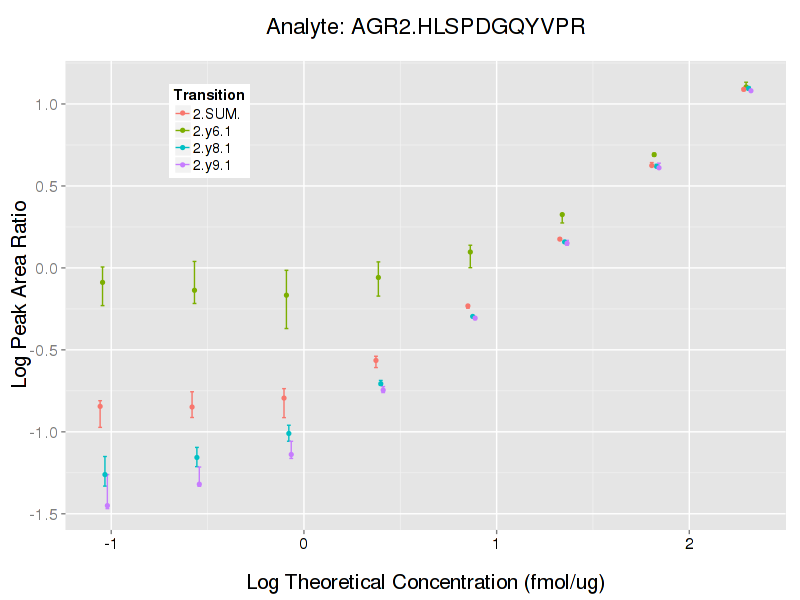 Analyte: AGR2.HLSPDGQYVPR
Log Peak Area Ratio
1.0
0.5
0.0
-0.5
-1.0
-1.5
Transition
2.SUM.
2.y6.1
2.y8.1
2.y9.1
-1 0 1 2
Log Theoretical Concentration (fmol/ug)